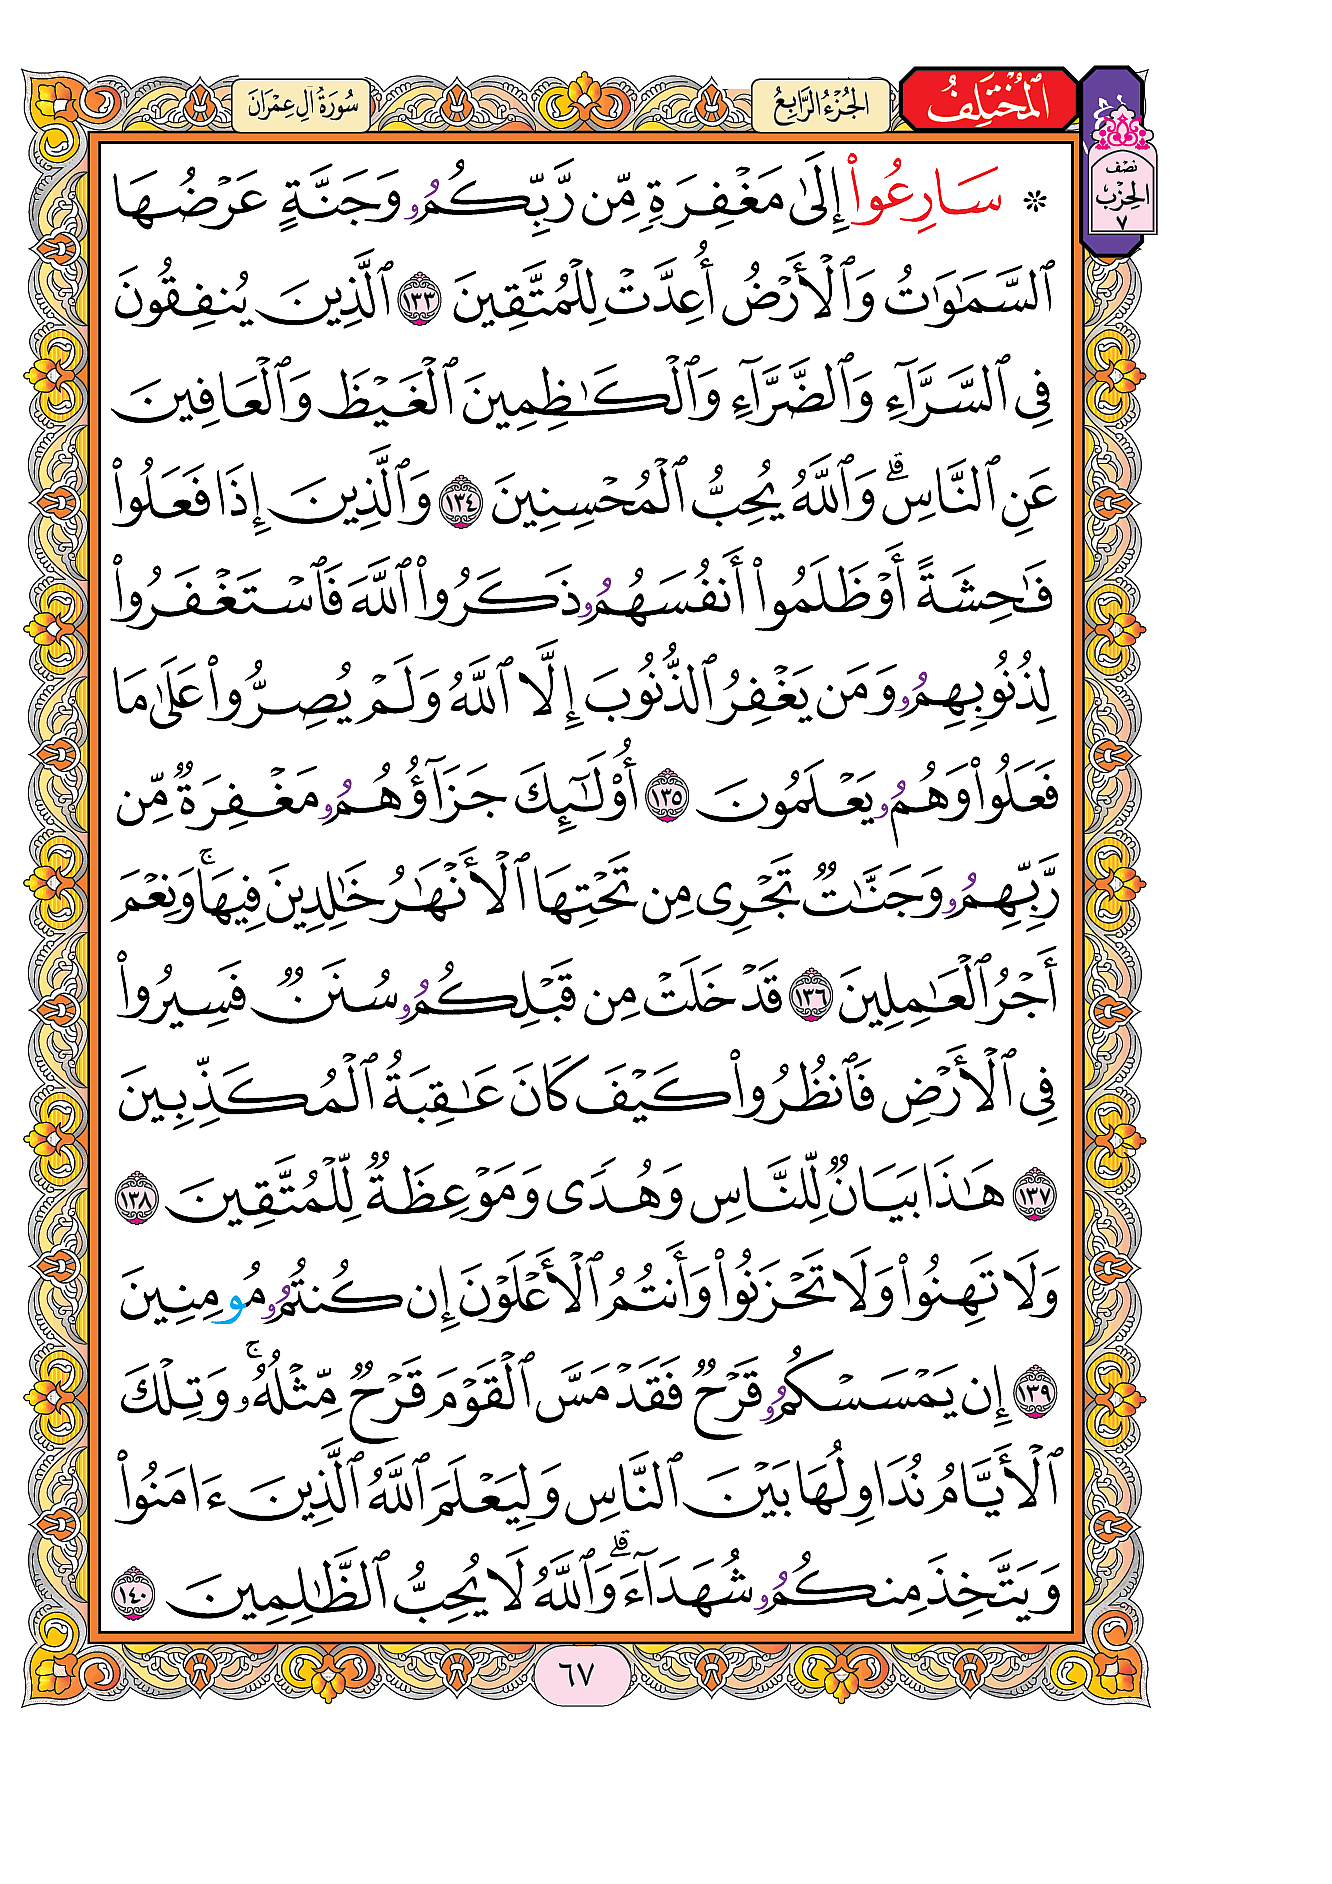 سُورَةُ آلِ عِمْرَانَ
الجُزْءُ الرَّابِعُ
ٱلْمُخْتَلِفُ
نصف
الحِزْب
٧
۞ سَارِعُوا۟ إِلَىٰ مَغْفِرَةٍ مِّن رَّبِّكُمُۥ وَجَنَّةٍ عَرْضُهَا
ٱلسَّمَٰوَٰتُ وَٱلْأَرْضُ أُعِدَّتْ لِلْمُتَّقِينَ ١٣٣ ٱلَّذِينَ يُنفِقُونَ
فِى ٱلسَّرَّآءِ وَٱلضَّرَّآءِ وَٱلْكَٰظِمِينَ ٱلْغَيْظَ وَٱلْعَافِينَ
عَنِ ٱلنَّاسِۗ وَٱللَّهُ يُحِبُّ ٱلْمُحْسِنِينَ ١٣٤ وَٱلَّذِينَ إِذَا فَعَلُوا۟
فَٰحِشَةً أَوْ ظَلَمُوٓا۟ أَنفُسَهُمُۥ ذَكَرُوا۟ ٱللَّهَ فَٱسْتَغْفَرُوا۟
لِذُنُوبِهِمُۥ وَمَن يَغْفِرُ ٱلذُّنُوبَ إِلَّا ٱللَّهُ وَلَمْ يُصِرُّوا۟ عَلَىٰ مَا
فَعَلُوا۟ وَهُمُۥ يَعْلَمُونَ ١٣٥ أُو۟لَٰٓئِكَ جَزَآؤُهُمُۥ مَغْفِرَةٌ مِّن
رَّبِّهِمُۥ وَجَنَّٰتٌ تَجْرِى مِن تَحْتِهَا ٱلْأَنْهَٰرُ خَٰلِدِينَ فِيهَاۚ وَنِعْمَ
أَجْرُ ٱلْعَٰمِلِينَ ١٣٦ قَدْ خَلَتْ مِن قَبْلِكُمُۥ سُنَنٌ فَسِيرُوا۟
فِى ٱلْأَرْضِ فَٱنظُرُوا۟ كَيْفَ كَانَ عَٰقِبَةُ ٱلْمُكَذِّبِينَ
١٣٧ هَٰذَا بَيَانٌ لِّلنَّاسِ وَهُدًى وَمَوْعِظَةٌ لِّلْمُتَّقِينَ ١٣٨
وَلَا تَهِنُوا۟ وَلَا تَحْزَنُوا۟ وَأَنتُمُ ٱلْأَعْلَوْنَ إِن كُنتُمُۥ مُومِنِينَ
١٣٩ إِن يَمْسَسْكُمُۥ قَرْحٌ فَقَدْ مَسَّ ٱلْقَوْمَ قَرْحٌ مِّثْلُهُۥۚ وَتِلْكَ
ٱلْأَيَّامُ نُدَاوِلُهَا بَيْنَ ٱلنَّاسِ وَلِيَعْلَمَ ٱللَّهُ ٱلَّذِينَ ءَامَنُوا۟
وَيَتَّخِذَ مِنكُمُۥ شُهَدَآءَۗ وَٱللَّهُ لَا يُحِبُّ ٱلظَّٰلِمِينَ ١٤٠
٦٧